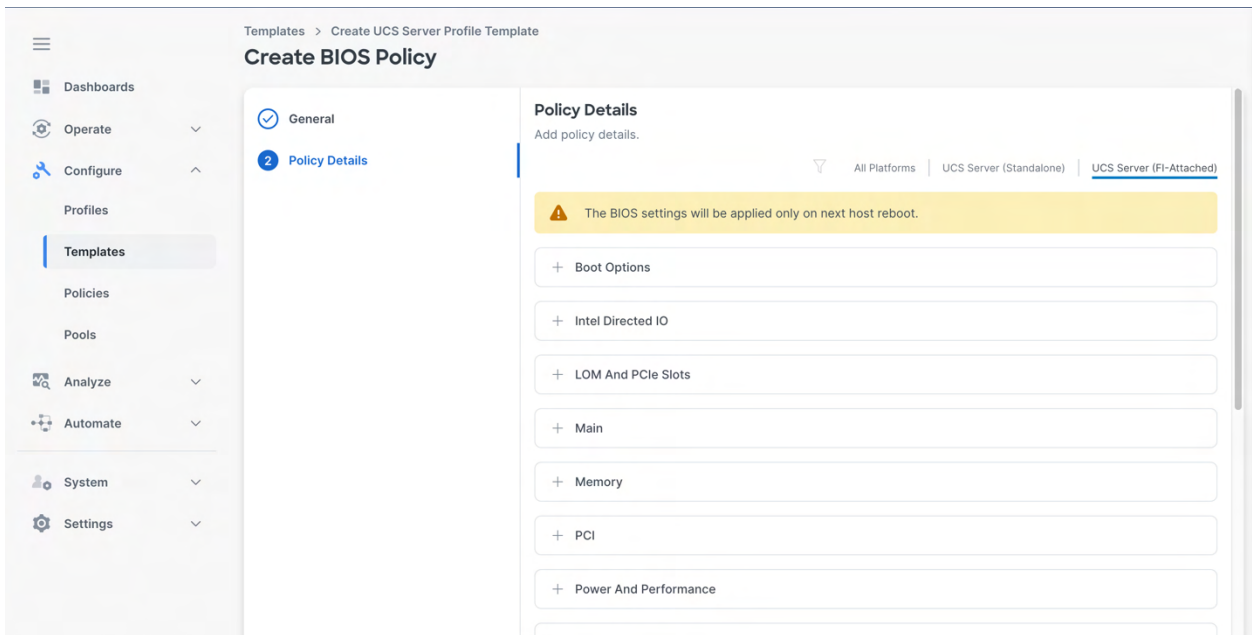 Templates > Create UCS Server Profile Template
Create BIOS Policy
Dashboards
Operate
Configure
Profiles
Templates
Policies
Pools
Analyze
Automate
System
Settings
General
2 Policy Details
Policy Details
Add policy details.
All Platforms | UCS Server (Standalone) | UCS Server (FI-Attached)
The BIOS settings will be applied only on next host reboot.
+ Boot Options
+ Intel Directed IO
+ LOM And PCIe Slots
+ Main
+ Memory
+ PCI
+ Power And Performance